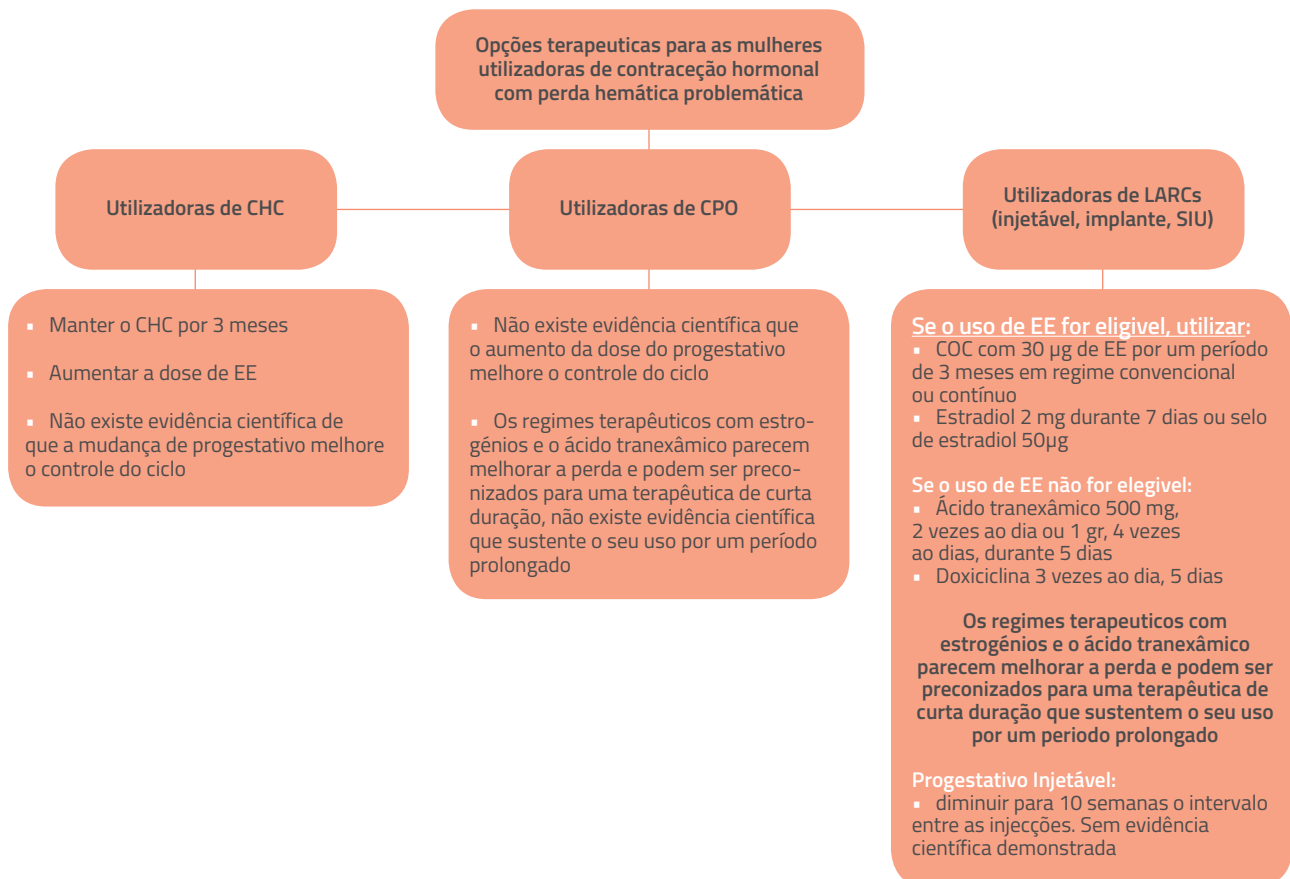 Opções terapeuticas para as mulheres
utilizadoras de contraceção hormonal
com perda hemática problemática
Utilizadoras de CHC
Utilizadoras de CPO
Utilizadoras de LARCs
(injetável, implante, SIU)
▪ Manter o CHC por 3 meses
▪ Aumentar a dose de EE
▪ Não existe evidência científica de
que a mudança de progestativo melhore
o controle do ciclo
▪ Não existe evidência científica que
o aumento da dose do progestativo
melhore o controle do ciclo
▪ Os regimes terapêuticos com estro-
génios e o ácido tranexâmico parecem
melhorar a perda e podem ser preco-
nizados para uma terapêutica de curta
duração, não existe evidência científica
que sustente o seu uso por um período
prolongado
Se o uso de EE for eligivel, utilizar:
▪ COC com 30 µg de EE por um período
de 3 meses em regime convencional
ou contínuo
▪ Estradiol 2 mg durante 7 dias ou selo
de estradiol 50µg
Se o uso de EE não for elegivel:
▪ Ácido tranexâmico 500 mg,
2 vezes ao dia ou 1 gr, 4 vezes
ao dias, durante 5 dias
▪ Doxiciclina 3 vezes ao dia, 5 dias
Os regimes terapeuticos com
estrogénios e o ácido tranexâmico
parecem melhorar a perda e podem ser
preconizados para uma terapêutica de
curta duração que sustentem o seu uso
por um periodo prolongado
Progestativo Injetável:
▪ diminuir para 10 semanas o intervalo
entre as injecções. Sem evidência
científica demonstrada